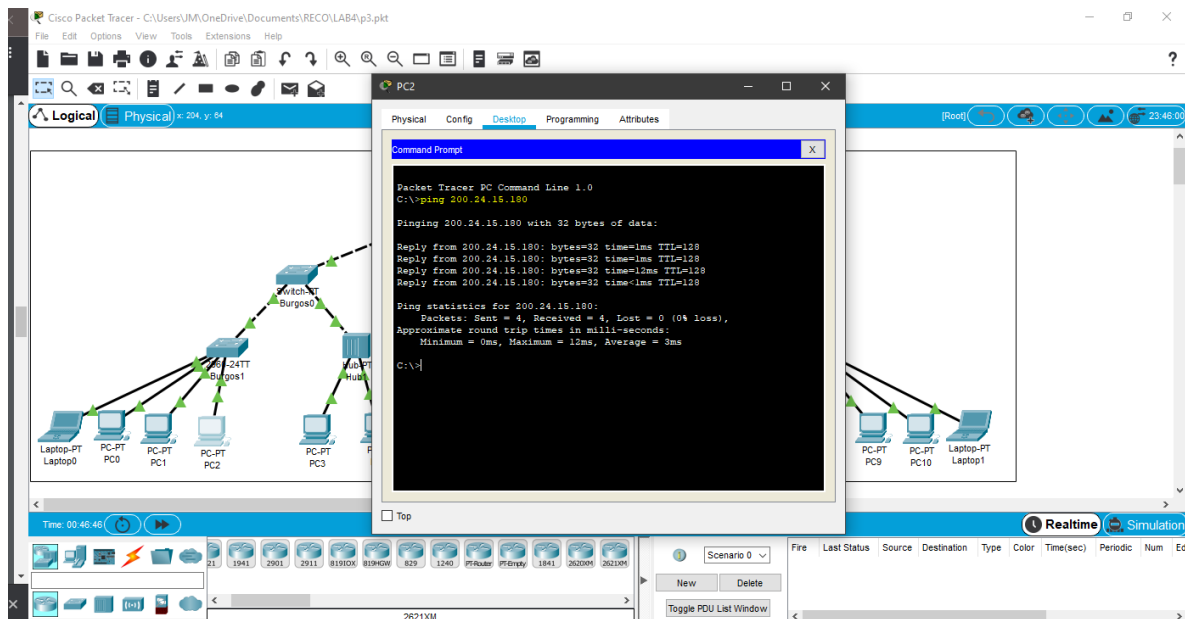 Cisco Packet Tracer - C:\Users\JM\OneDrive\Documents\RECO\LAB4\p3.pkt
File Edit Options View Tools Extensions Help
?
Logical Physical x: 204, y: 64
[Root] 23:46:00
PC2
Physical Config Desktop Programming Attributes
Command Prompt X
Packet Tracer PC Command Line 1.0
C:\>ping 200.24.15.180
Pinging 200.24.15.180 with 32 bytes of data:
Reply from 200.24.15.180: bytes=32 time=1ms TTL=128
Reply from 200.24.15.180: bytes=32 time=1ms TTL=128
Reply from 200.24.15.180: bytes=32 time=12ms TTL=128
Reply from 200.24.15.180: bytes=32 time<1ms TTL=128
Ping statistics for 200.24.15.180:
Packets: Sent = 4, Received = 4, Lost = 0 (0% loss),
Approximate round trip times in milli-seconds:
Minimum = 0ms, Maximum = 12ms, Average = 3ms
C:\>
Top
Switch-PT
Burgos0
2960-24TT
Burgos1
Hub-PT
Hub
Laptop-PT
Laptop0
PC-PT
PC0
PC-PT
PC1
PC-PT
PC2
PC-PT
PC3
P
PC-PT
PC9
PC-PT
PC10
Laptop-PT
Laptop1
Time: 00:46:46
Realtime Simulation
21 1941 2901 2911 819IOX 819HGW 829 1240 PT-Router PT-Empty 1841 2620XM 2621XM
2621XM
Scenario 0
New Delete
Toggle PDU List Window
Fire Last Status Source Destination Type Color Time(sec) Periodic Num Ed